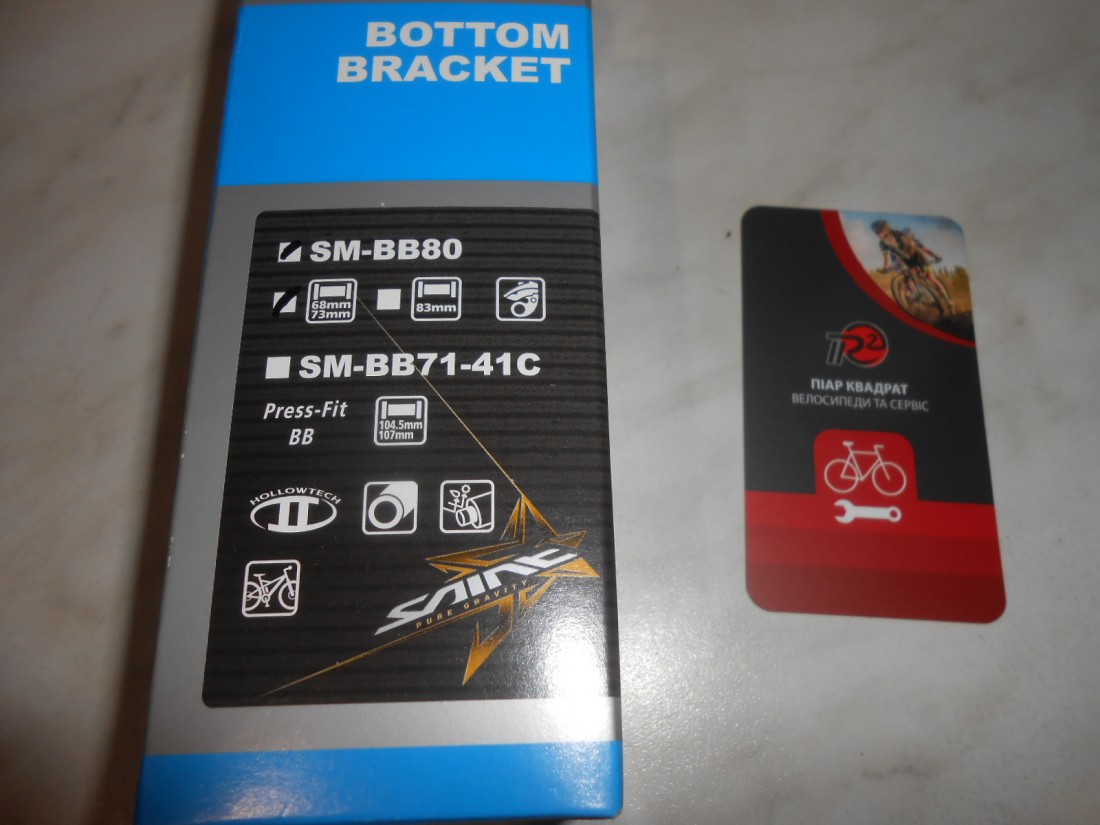 BOTTOM
BRACKET
SM-BB80
68mm
73mm
83mm
SM-BB71-41C
Press-Fit
BB
104.5mm
107mm
HOLLOWTECH
II
SAINT
PURE GRAVITY
ПR2
ПІАР КВАДРАТ
ВЕЛОСИПЕДИ ТА СЕРВІС